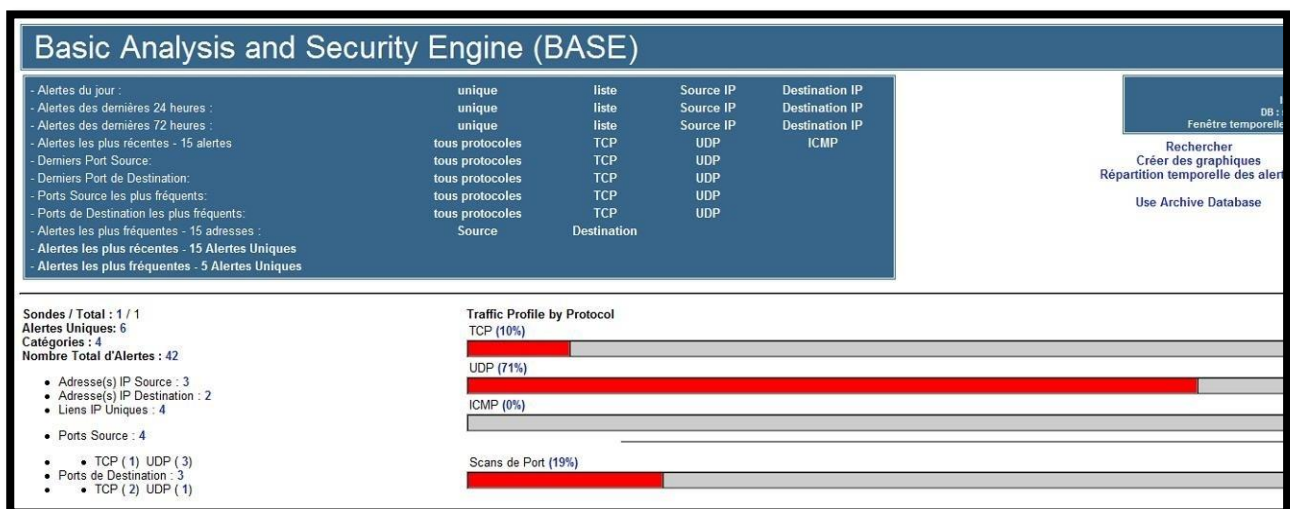 Basic Analysis and Security Engine (BASE)
- Alertes du jour : unique liste Source IP Destination IP
- Alertes des dernières 24 heures : unique liste Source IP Destination IP
- Alertes des dernières 72 heures : unique liste Source IP Destination IP
- Alertes les plus récentes - 15 alertes tous protocoles TCP UDP ICMP
- Derniers Port Source: tous protocoles TCP UDP
- Derniers Port de Destination: tous protocoles TCP UDP
- Ports Source les plus fréquents: tous protocoles TCP UDP
- Ports de Destination les plus fréquents: tous protocoles TCP UDP
- Alertes les plus fréquentes - 15 adresses : Source Destination
- Alertes les plus récentes - 15 Alertes Uniques
- Alertes les plus fréquentes - 5 Alertes Uniques
DB :
Fenêtre temporelle
Rechercher
Créer des graphiques
Répartition temporelle des alert
Use Archive Database
Sondes / Total : 1 / 1
Alertes Uniques: 6
Catégories : 4
Nombre Total d'Alertes : 42
• Adresse(s) IP Source : 3
• Adresse(s) IP Destination : 2
• Liens IP Uniques : 4
• Ports Source : 4
• • TCP ( 1) UDP ( 3)
• Ports de Destination : 3
• • TCP ( 2) UDP ( 1)
Traffic Profile by Protocol
TCP (10%)
UDP (71%)
ICMP (0%)
Scans de Port (19%)